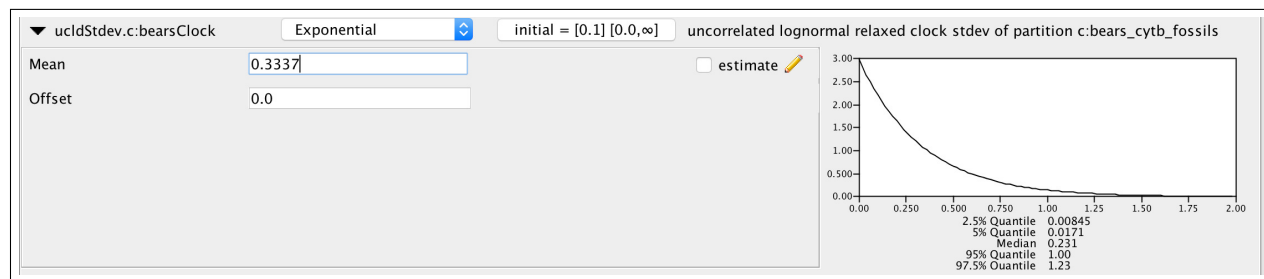 ucldStdev.c:bearsClock Exponential initial = [0.1] [0.0,∞] uncorrelated lognormal relaxed clock stdev of partition c:bears_cytb_fossils
Mean 0.3337 estimate
Offset 0.0
3.00
2.50
2.00
1.50
1.00
0.500
0.00
0.00 0.250 0.500 0.750 1.00 1.25 1.50 1.75 2.00
2.5% Quantile 0.00845
5% Quantile 0.0171
Median 0.231
95% Quantile 1.00
97.5% Quantile 1.23